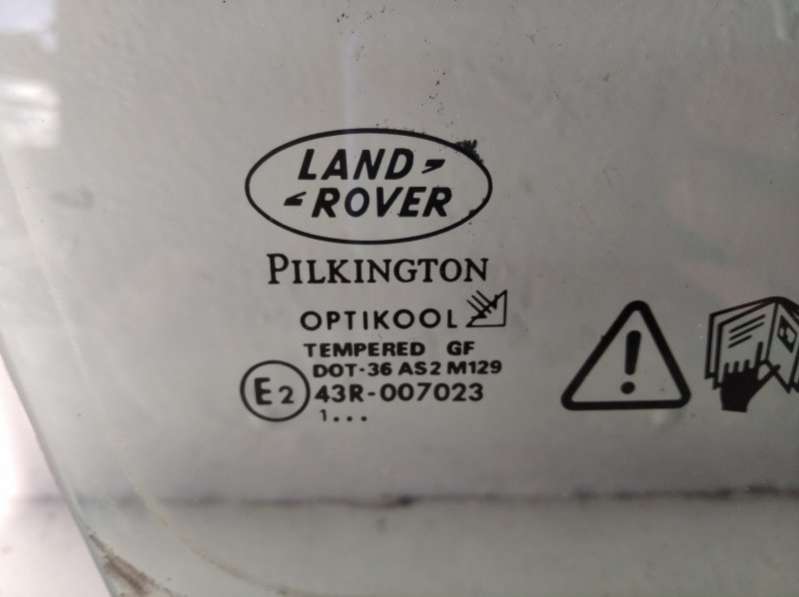 LAND
ROVER
PILKINGTON
OPTIKOOL
TEMPERED GF
DOT-36 AS2 M129
E2 43R-007023
1...